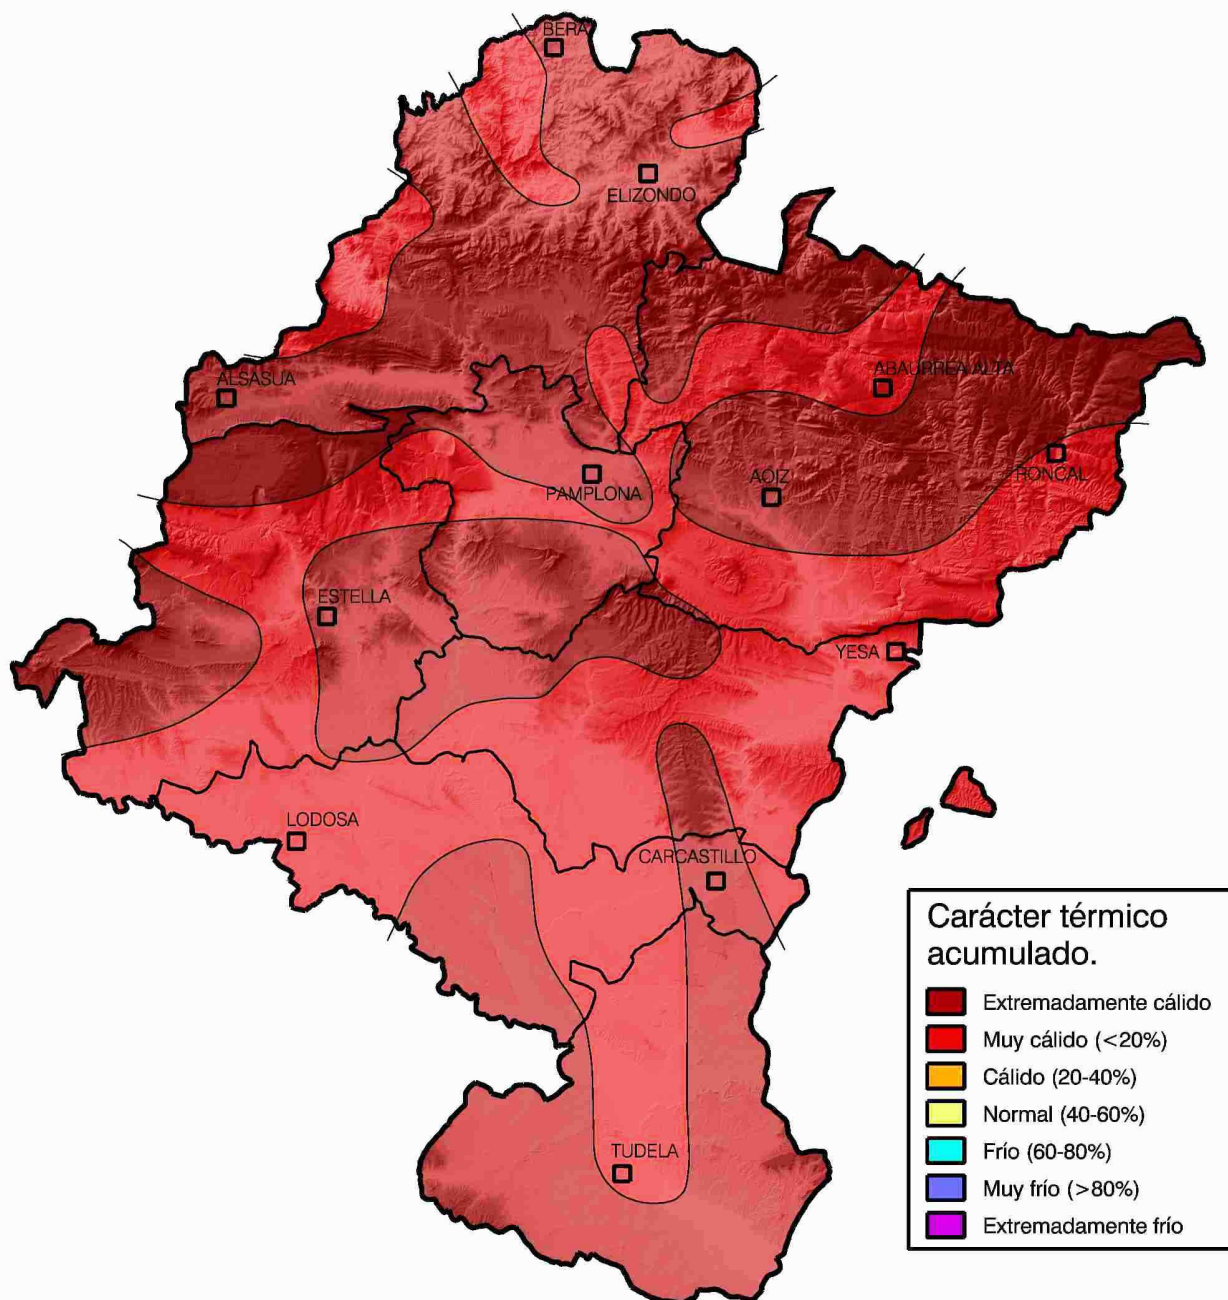 BERA
ELIZONDO
ALSASUA
ABAURREA ALTA
PAMPLONA
AOIZ
RONCAL
ESTELLA
YESA
LODOSA
CARCASTILLO
TUDELA
Carácter térmico
acumulado.
Extremadamente cálido
Muy cálido (<20%)
Cálido (20-40%)
Normal (40-60%)
Frío (60-80%)
Muy frío (>80%)
Extremadamente frío